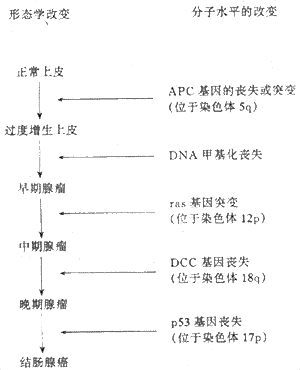 形态学改变 分子水平的改变
正常上皮
APC 基因的丧失或突变
(位于染色体 5q)
过度增生上皮
DNA 甲基化丧失
早期腺瘤
ras 基因突变
(位于染色体 12p)
中期腺瘤
DCC 基因丧失
(位于染色体 18q)
晚期腺瘤
p53 基因丧失
(位于染色体 17p)
结肠腺癌